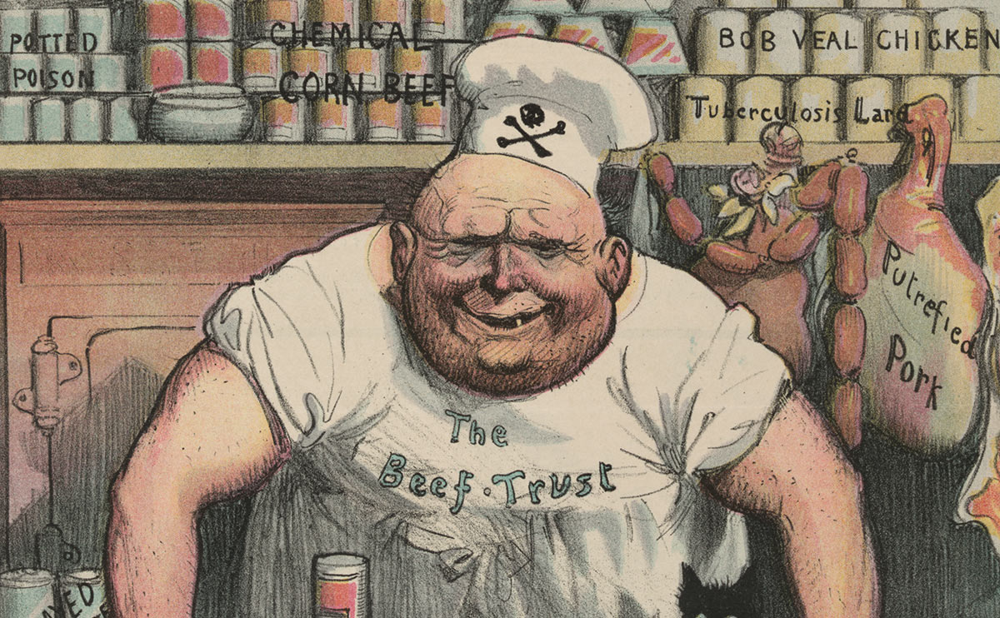 POTTED
POISON
CHEMICAL
CORN BEEF
BOB VEAL CHICKEN
Tuberculosis Lard
Putrefied
Pork
The
Beef·Trust